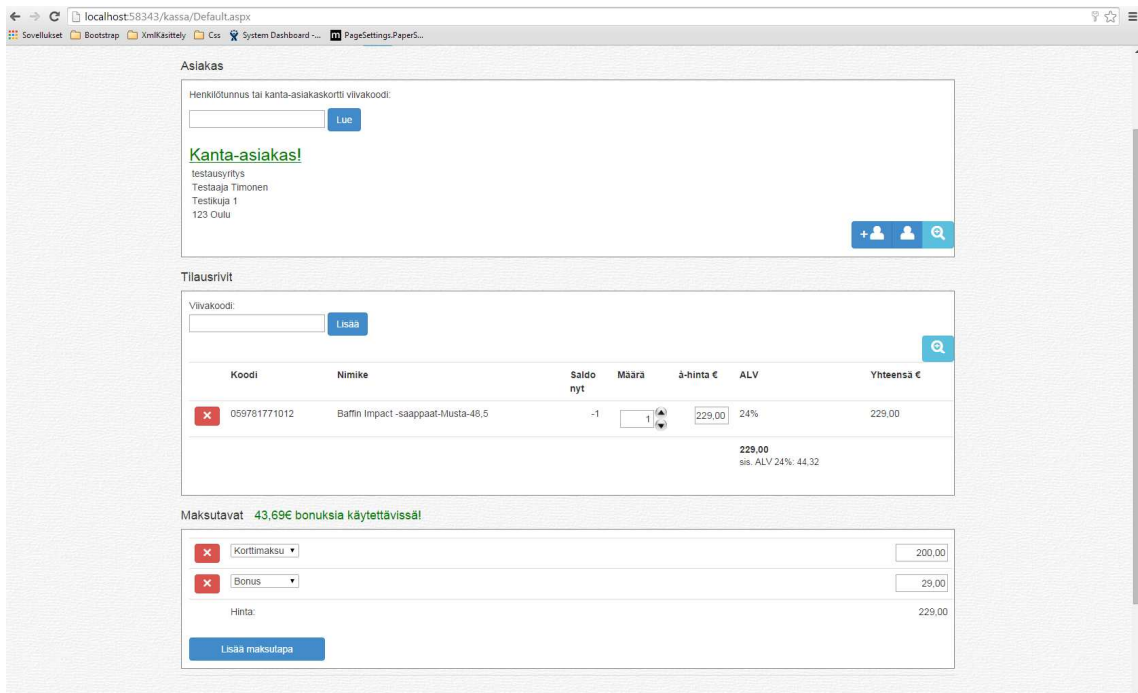 localhost:58343/kassa/Default.aspx
Sovellukset Bootstrap XmlKäsittely Css System Dashboard -... m PageSettings.PaperS...
Asiakas
Henkilötunnus tai kanta-asiakaskortti viivakoodi:
Lue
Kanta-asiakas!
testausyritys
Testaaja Timonen
Testikuja 1
123 Oulu
Tilausrivit
Viivakoodi:
Lisää
Koodi Nimike Saldo nyt Määrä à-hinta € ALV Yhteensä €
059781771012 Baffin Impact -saappaat-Musta-48,5 -1 1 229,00 24% 229,00
229,00
sis. ALV 24%: 44,32
Maksutavat 43,69€ bonuksia käytettävissä!
Korttimaksu 200,00
Bonus 29,00
Hinta: 229,00
Lisää maksutapa